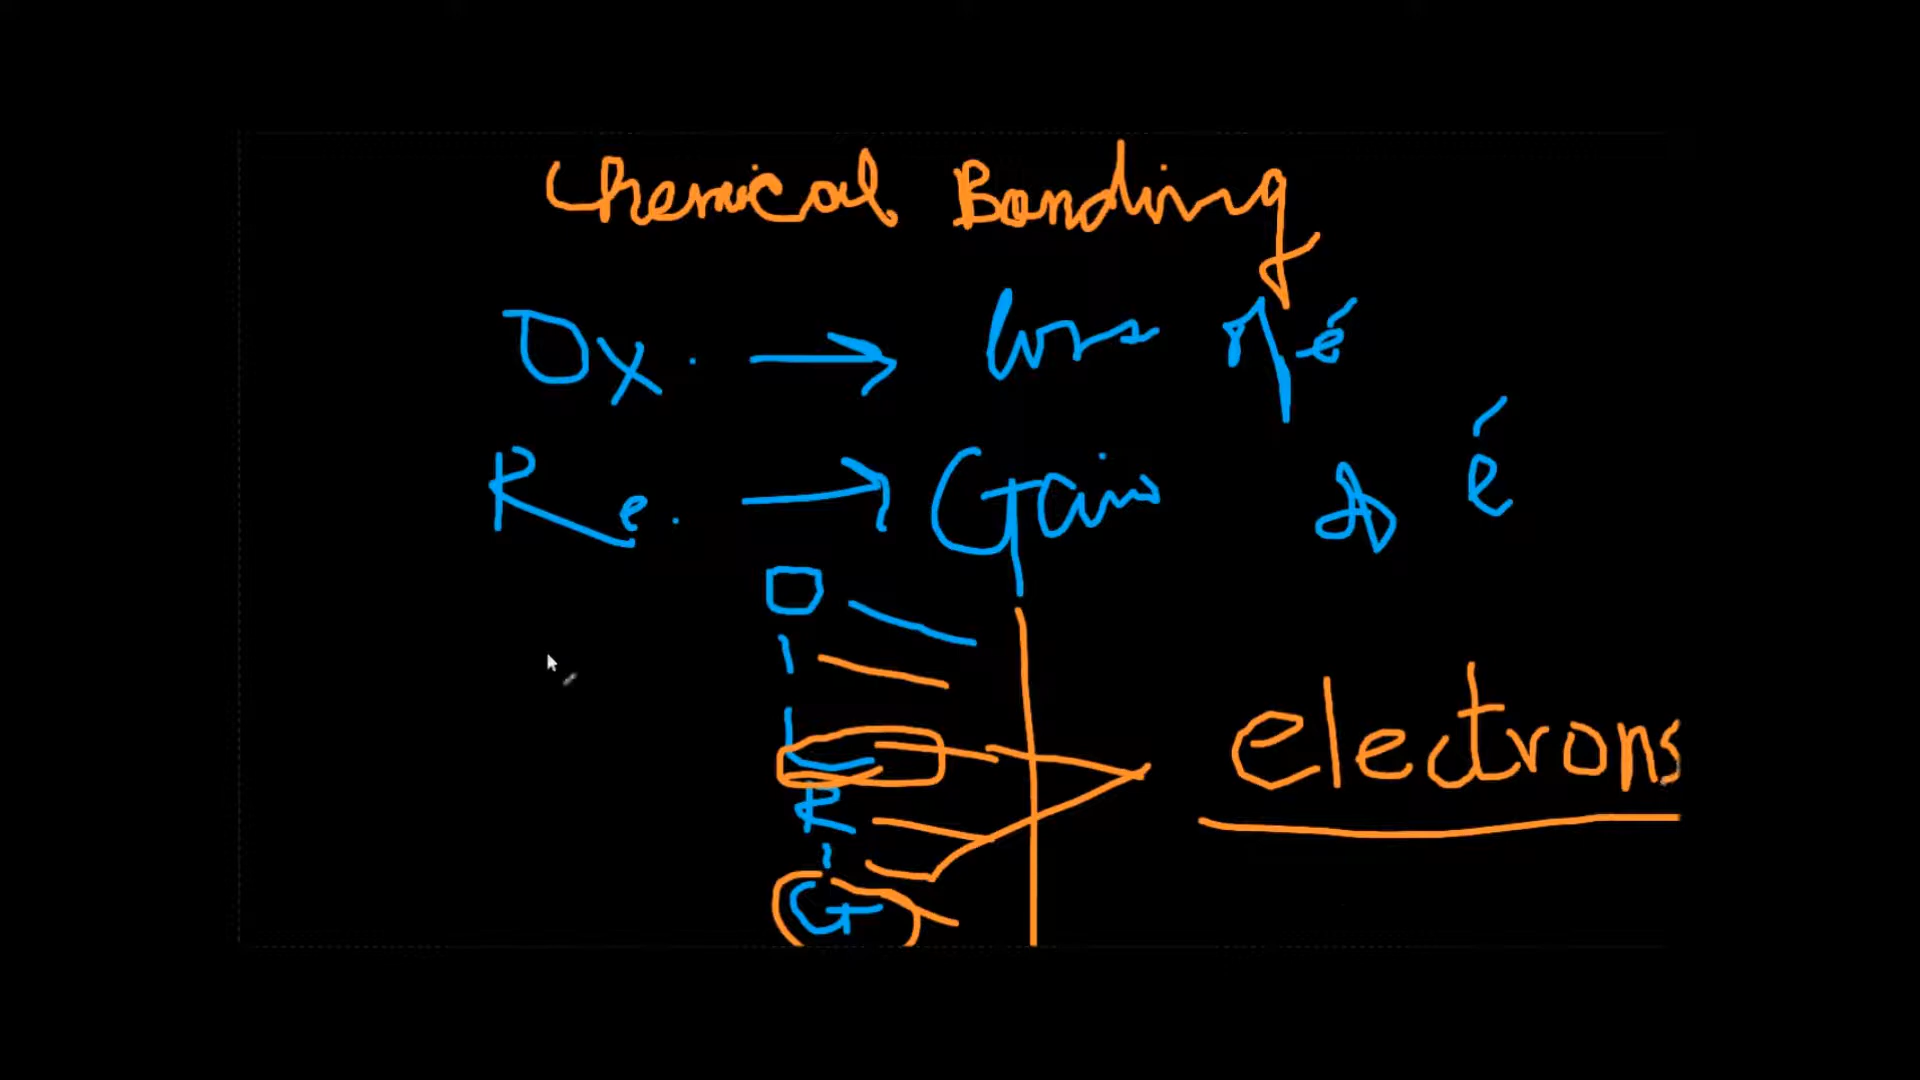 Chemical Bonding
Ox. → loss of é
Re. → Gain of é
O
I
L
R
I
G
electrons